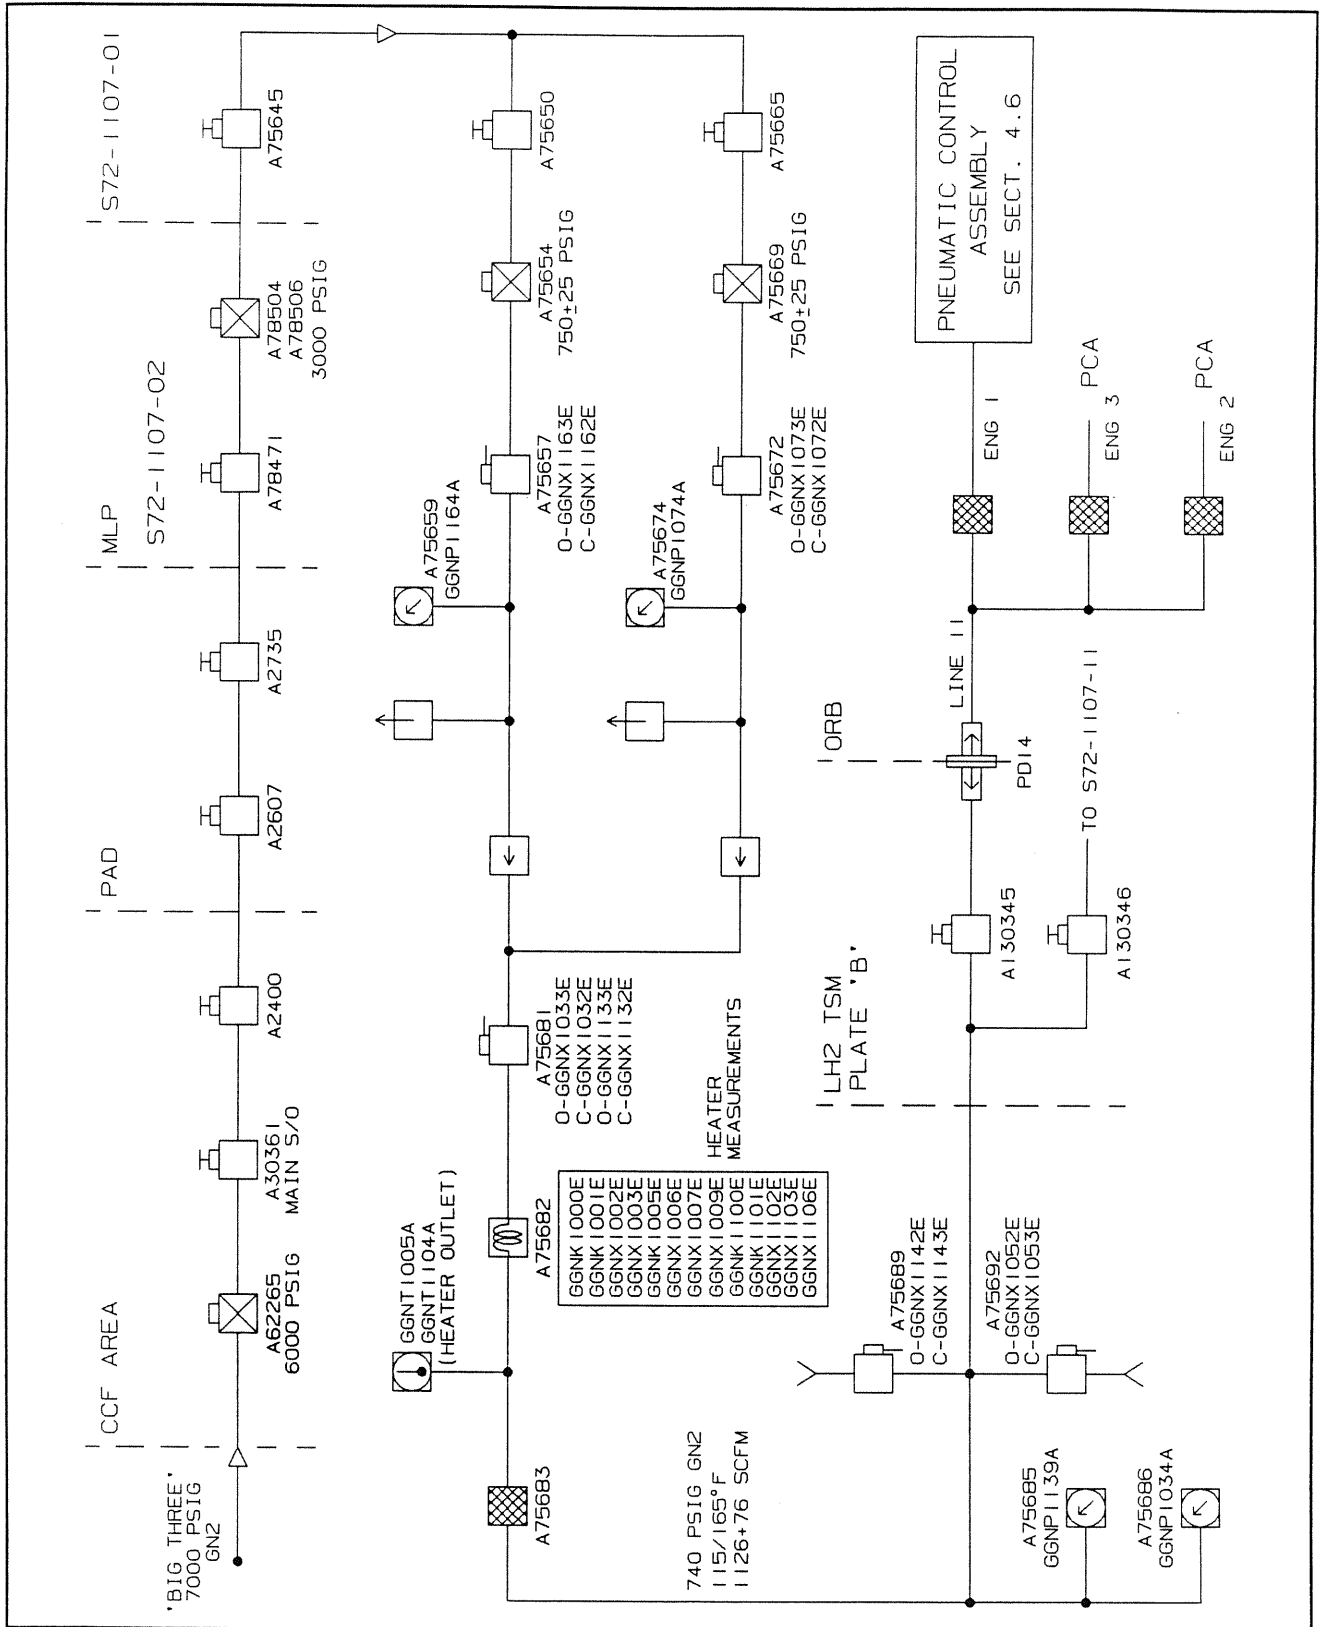 'BIG THREE'
7000 PSIG
GN2
CCF AREA
A62265
6000 PSIG
A30361
MAIN S/O
A2400
PAD
A2607
A2735
MLP
S72-1107-02
A78471
A78504
A78506
3000 PSIG
S72-1107-01
A75645
A75683
GGNT1005A
GGNT1104A
(HEATER OUTLET)
A75682
GGNK1000E
GGNK1001E
GGNX1002E
GGNX1003E
GGNK1005E
GGNX1006E
GGNX1007E
GGNX1009E
GGNK1100E
GGNK1101E
GGNX1102E
GGNX1103E
GGNX1106E
HEATER
MEASUREMENTS
A75681
O-GGNX1033E
C-GGNX1032E
O-GGNX1133E
C-GGNX1132E
A75659
GGNP1164A
A75657
O-GGNX1163E
C-GGNX1162E
A75654
750±25 PSIG
A75650
A75674
GGNP1074A
A75672
O-GGNX1073E
C-GGNX1072E
A75669
750±25 PSIG
A75665
740 PSIG GN2
115/165°F
1126+76 SCFM
A75685
GGNP1139A
A75686
GGNP1034A
A75689
O-GGNX1142E
C-GGNX1143E
A75692
O-GGNX1052E
C-GGNX1053E
LH2 TSM
PLATE 'B'
A130345
A130346
TO S72-1107-11
ORB
PD14
LINE 11
ENG 1
ENG 3
PCA
ENG 2
PCA
PNEUMATIC CONTROL
ASSEMBLY
SEE SECT. 4.6